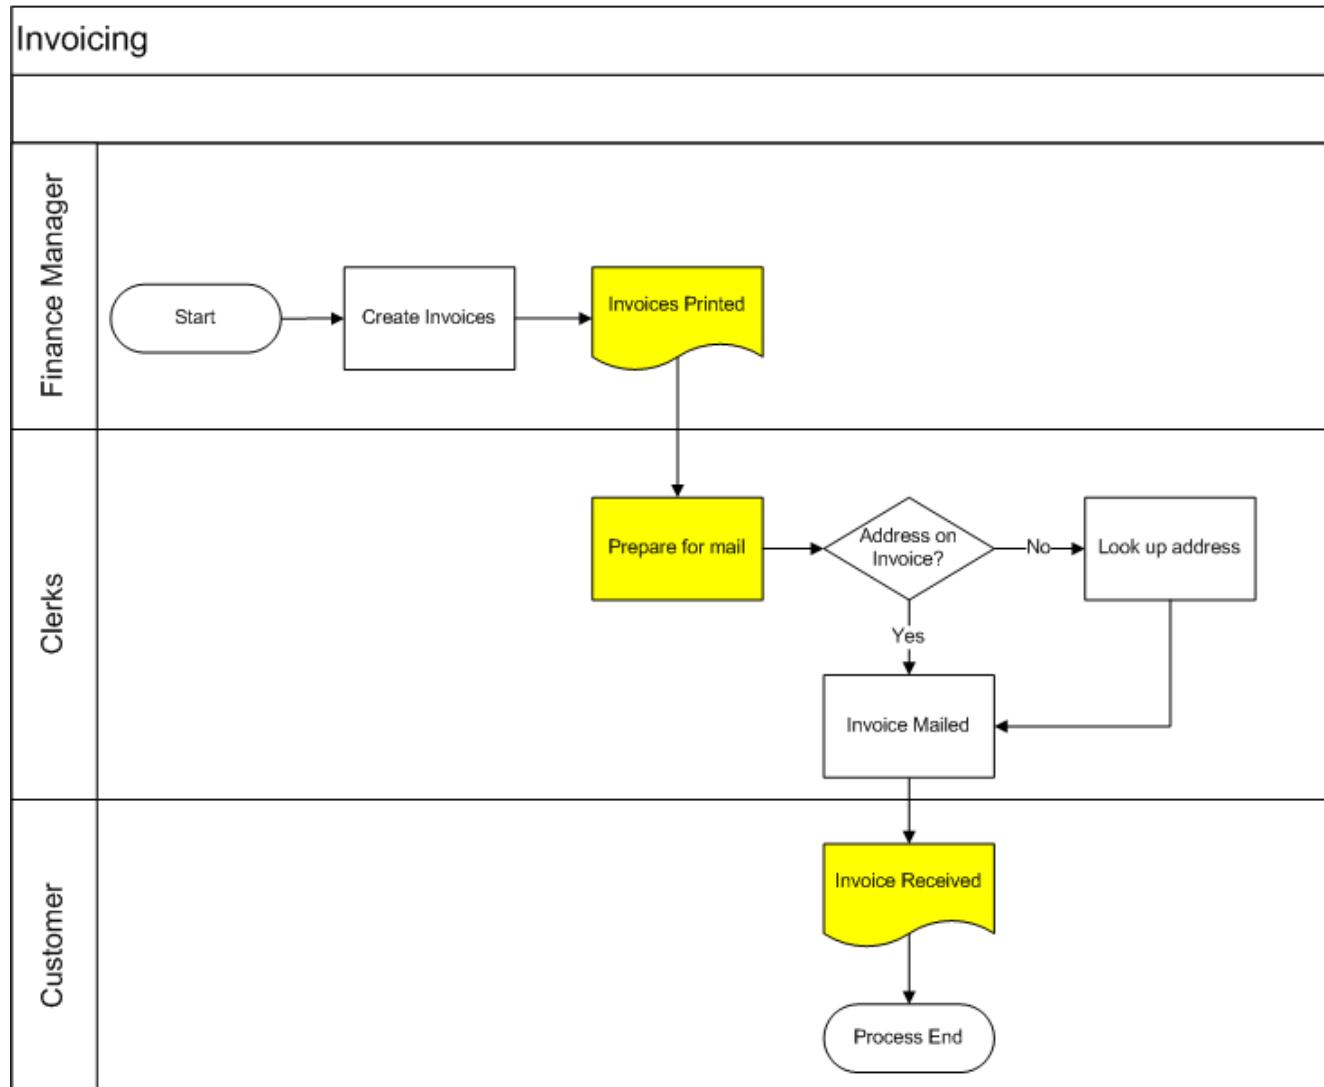 Invoicing
Finance Manager
Start
Create Invoices
Invoices Printed
Clerks
Prepare for mail
Address on
Invoice?
No
Look up address
Yes
Invoice Mailed
Customer
Invoice Received
Process End